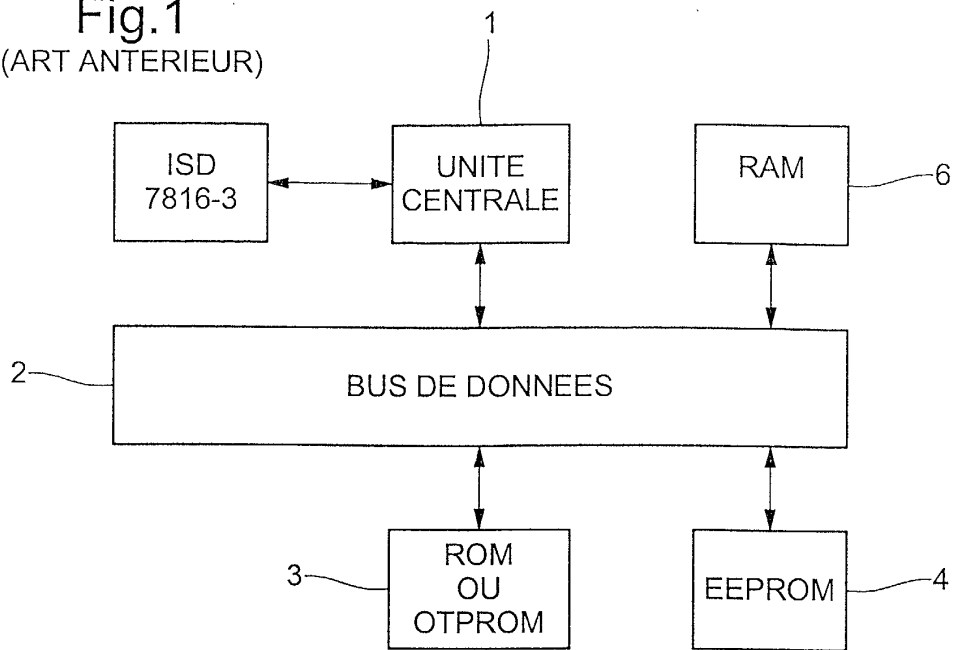 Fig.1
(ART ANTERIEUR)
1
ISD
7816-3
UNITE
CENTRALE
RAM
6
2
BUS DE DONNEES
3
ROM
OU
OTPROM
EEPROM
4